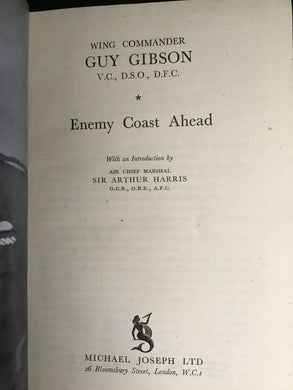 WING COMMANDER
GUY GIBSON
V.C., D.S.O., D.F.C.
★
Enemy Coast Ahead
With an Introduction by
AIR CHIEF MARSHAL
SIR ARTHUR HARRIS
G.C.B., O.B.E., A.F.C.
MICHAEL JOSEPH LTD
26 Bloomsbury Street, London, W.C.1